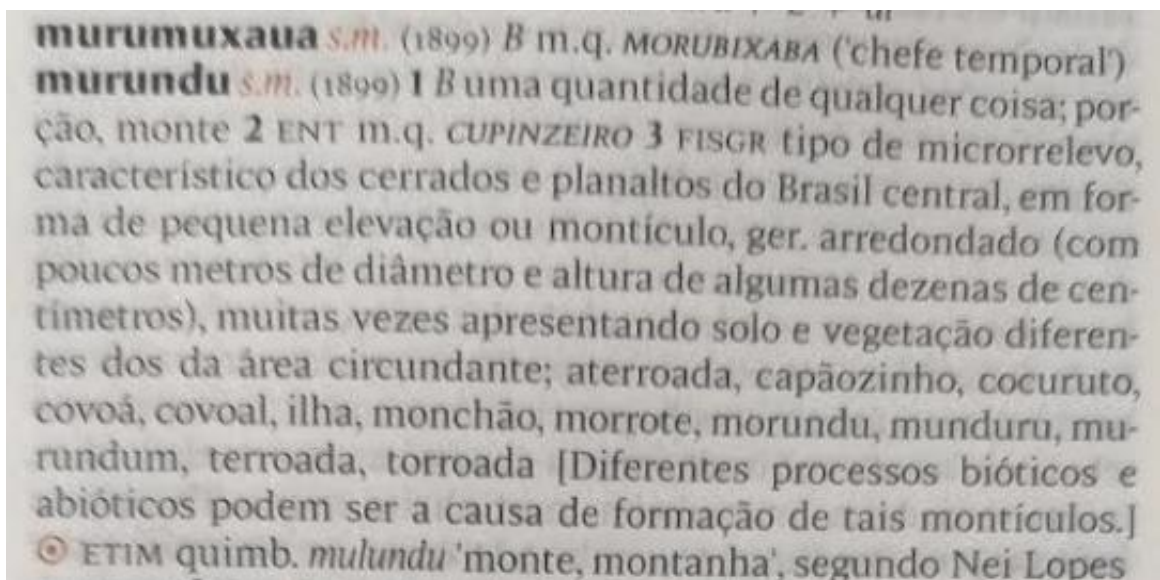 murumuxaua s.m. (1899) B m.q. MORUBIXABA ('chefe temporal')
murundu s.m. (1899) 1 B uma quantidade de qualquer coisa; por-
ção, monte 2 ENT m.q. CUPINZEIRO 3 FISGR tipo de microrrelevo,
característico dos cerrados e planaltos do Brasil central, em for-
ma de pequena elevação ou montículo, ger. arredondado (com
poucos metros de diâmetro e altura de algumas dezenas de cen-
tímetros), muitas vezes apresentando solo e vegetação diferen-
tes dos da área circundante; aterroada, capãozinho, cocuruto,
covoá, covoal, ilha, monchão, morrote, morundu, munduru, mu-
rundum, terroada, torroada [Diferentes processos bióticos e
abióticos podem ser a causa de formação de tais montículos.]
⊙ ETIM quimb. mulundu 'monte, montanha', segundo Nei Lopes